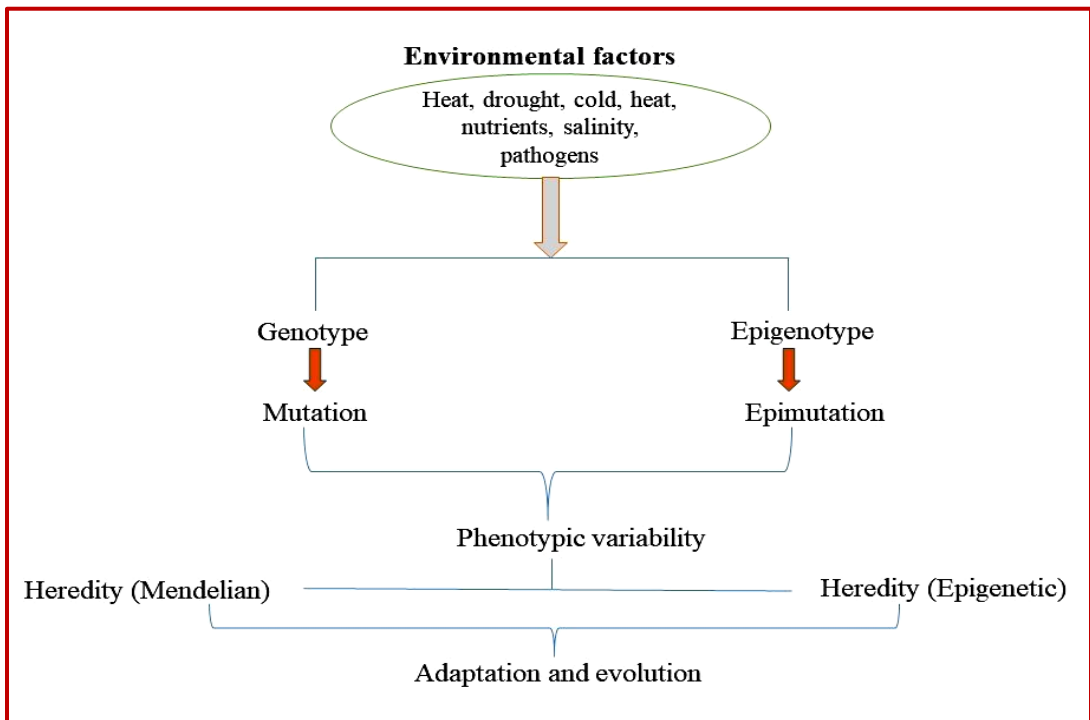 Environmental factors
Heat, drought, cold, heat,
nutrients, salinity,
pathogens
Genotype
Epigenotype
Mutation
Epimutation
Phenotypic variability
Heredity (Mendelian)
Heredity (Epigenetic)
Adaptation and evolution